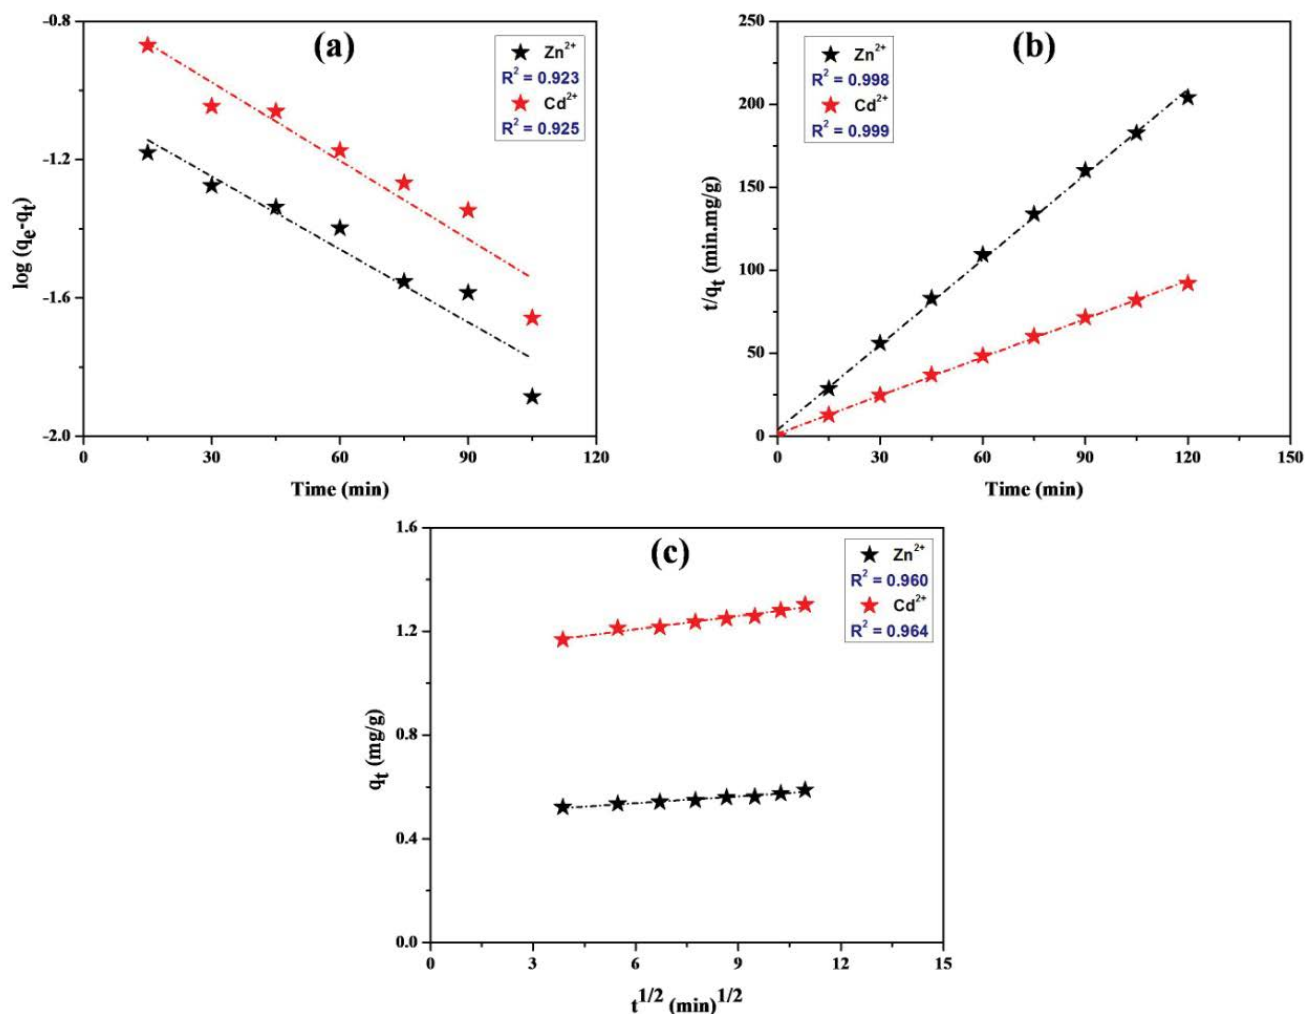 (a)
Zn2+
R2 = 0.923
Cd2+
R2 = 0.925
-0.8
-1.2
-1.6
-2.0
log (qe-qt)
0
30
60
90
120
Time (min)
(b)
Zn2+
R2 = 0.998
Cd2+
R2 = 0.999
250
200
150
100
50
0
t/qt (min.mg/g)
0
30
60
90
120
150
Time (min)
(c)
Zn2+
R2 = 0.960
Cd2+
R2 = 0.964
1.6
1.2
0.8
0.4
0.0
qt (mg/g)
0
3
6
9
12
15
t1/2 (min)1/2